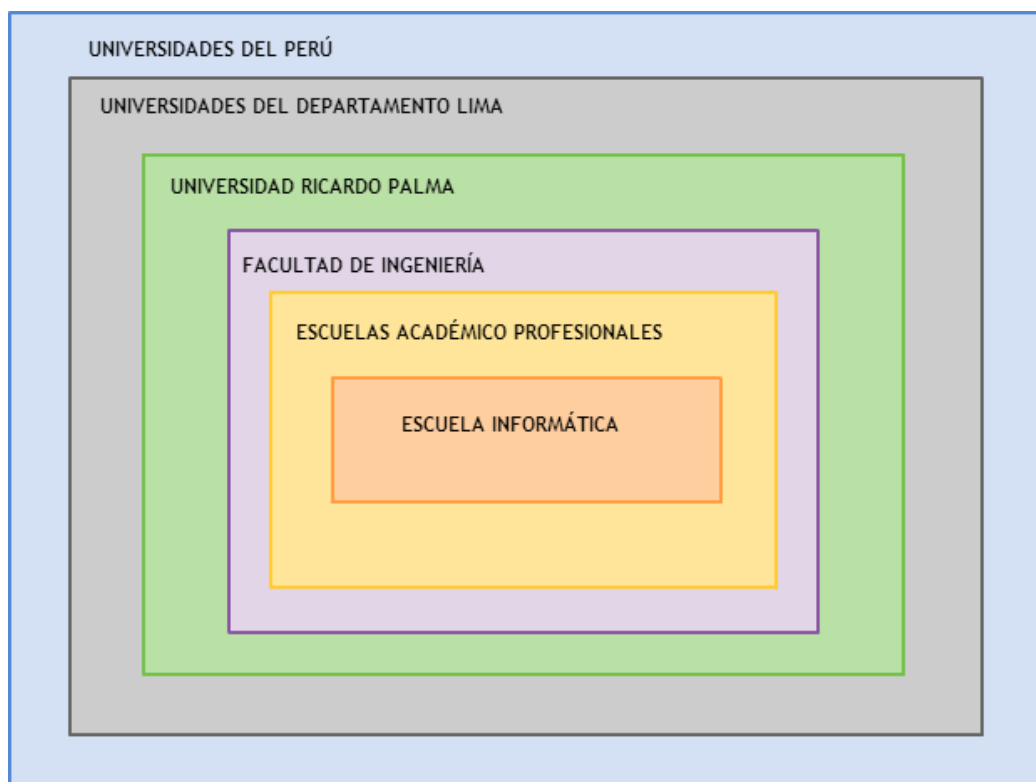 UNIVERSIDADES DEL PERÚ
UNIVERSIDADES DEL DEPARTAMENTO LIMA
UNIVERSIDAD RICARDO PALMA
FACULTAD DE INGENIERÍA
ESCUELAS ACADÉMICO PROFESIONALES
ESCUELA INFORMÁTICA